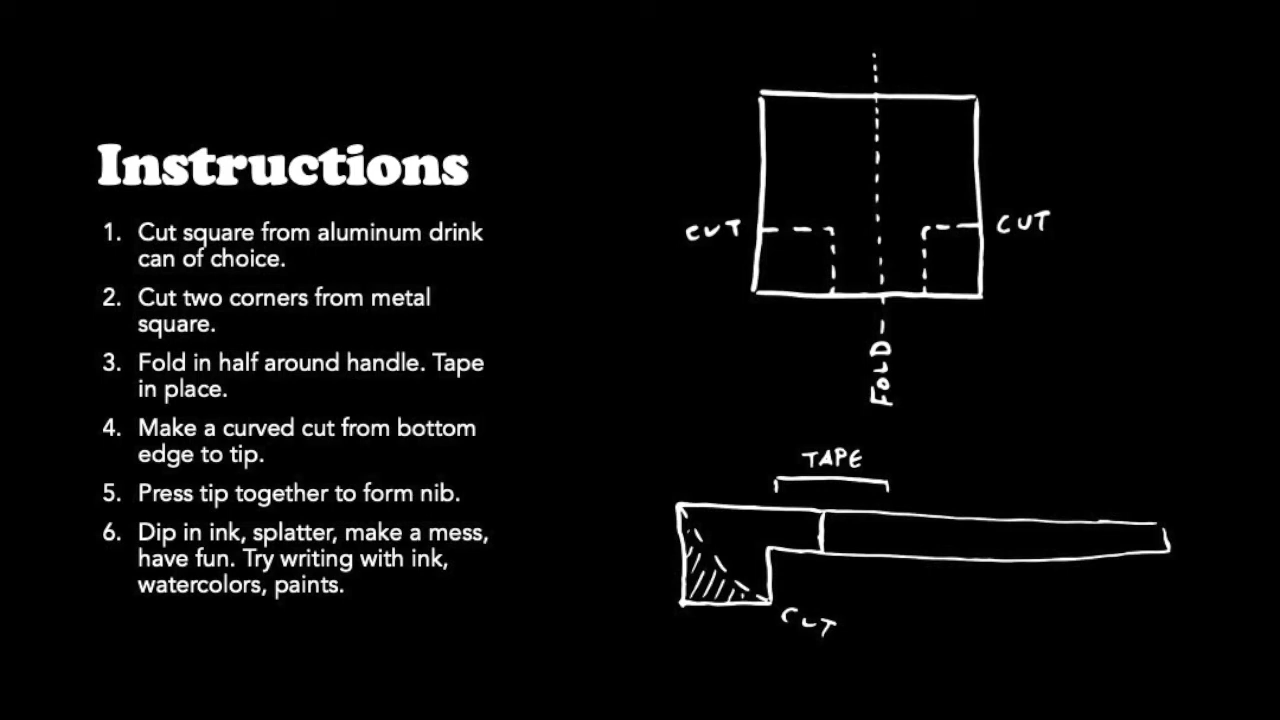 Instructions
1. Cut square from aluminum drink
can of choice.
2. Cut two corners from metal
square.
3. Fold in half around handle. Tape
in place.
4. Make a curved cut from bottom
edge to tip.
5. Press tip together to form nib.
6. Dip in ink, splatter, make a mess,
have fun. Try writing with ink,
watercolors, paints.
CUT
CUT
FOLD
TAPE
CUT